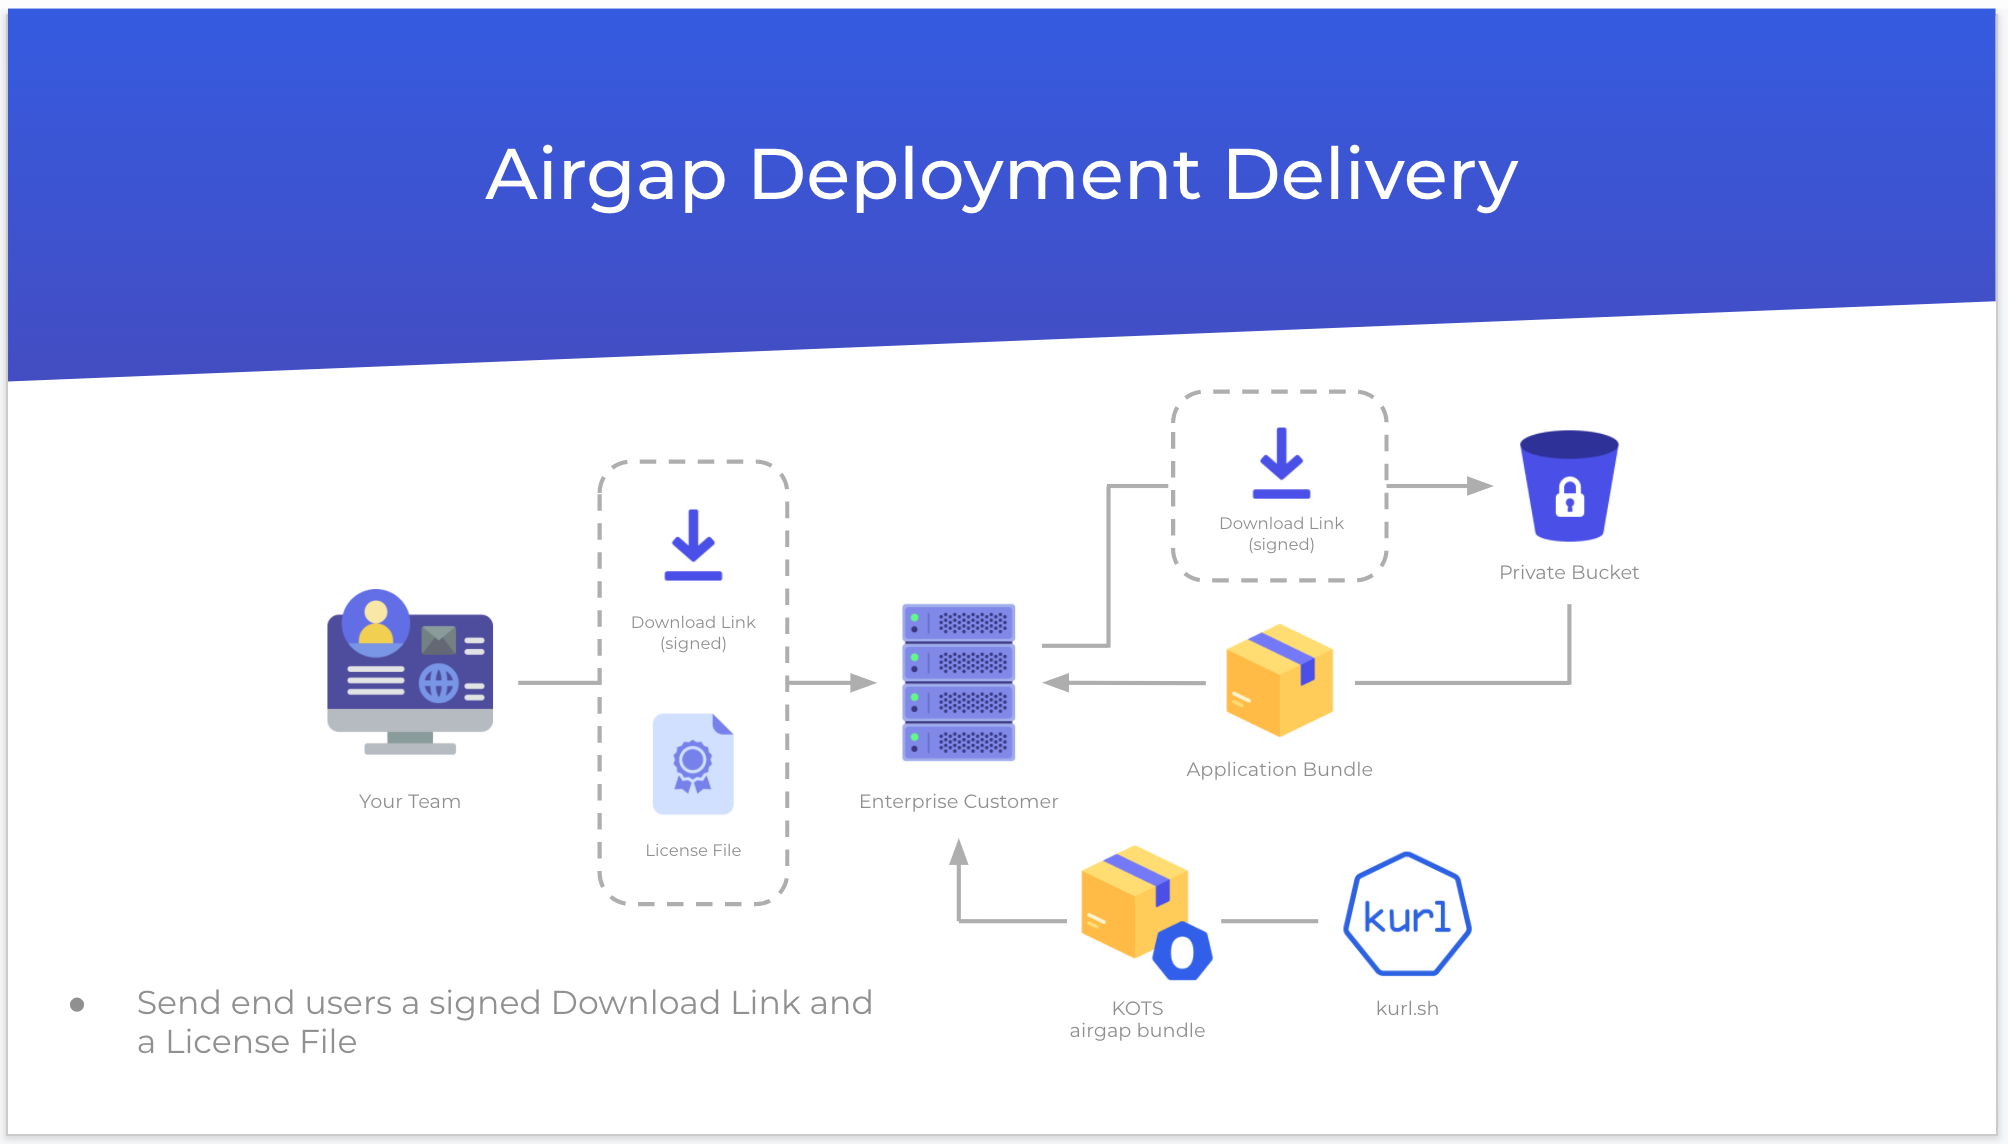 Airgap Deployment Delivery
Download Link
(signed)
Private Bucket
Download Link
(signed)
License File
Your Team
Enterprise Customer
Application Bundle
kurl
KOTS
airgap bundle
kurl.sh
● Send end users a signed Download Link and
a License File